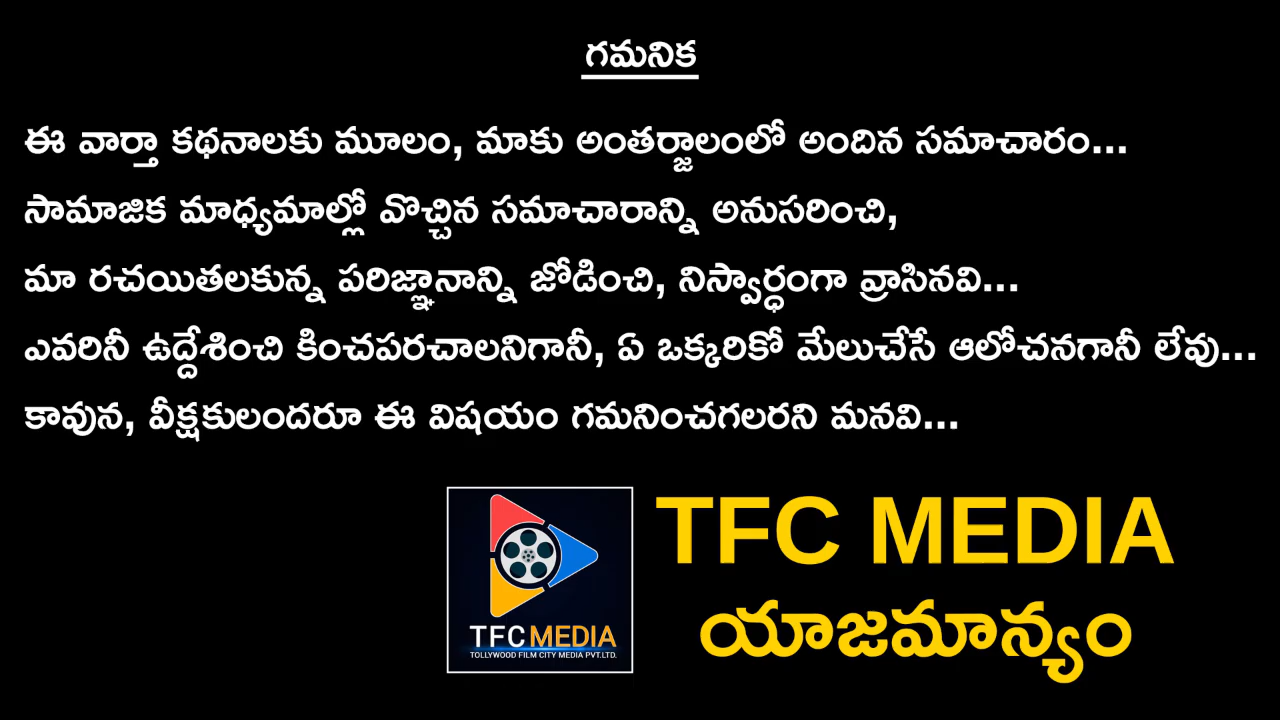 గమనిక
ఈ వార్తా కథనాలకు మూలం, మాకు అంతర్జాలంలో అందిన సమాచారం...
సామాజిక మాధ్యమాల్లో వొచ్చిన సమాచారాన్ని అనుసరించి,
మా రచయితలకున్న పరిజ్ఞానాన్ని జోడించి, నిస్వార్ధంగా వ్రాసినవి...
ఎవరినీ ఉద్దేశించి కించపరచాలనిగానీ, ఏ ఒక్కరికో మేలుచేసే ఆలోచనగానీ లేవు...
కావున, వీక్షకులందరూ ఈ విషయం గమనించగలరని మనవి...
TFC MEDIA
యాజమాన్యం
TFC MEDIA
TOLLYWOOD FILM CITY MEDIA PVT.LTD.